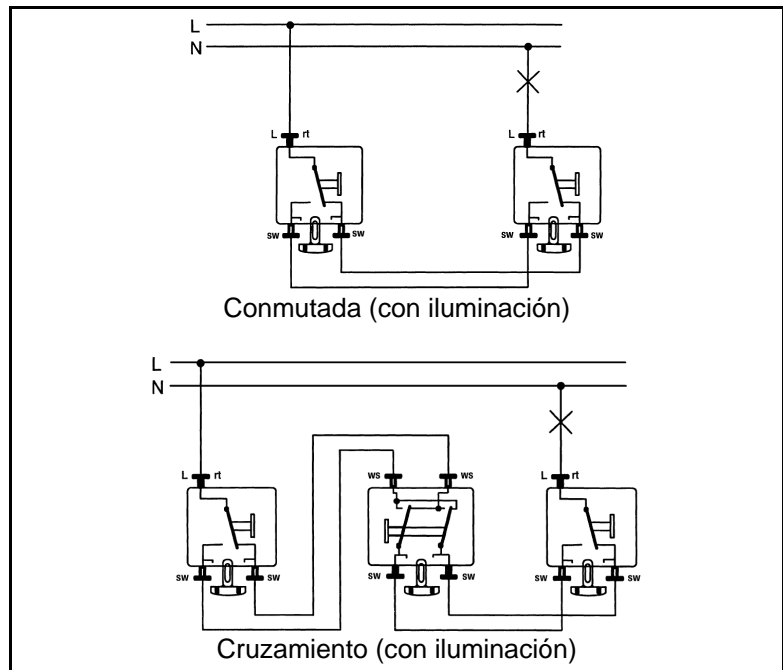 L
N
L rt
L rt
sw sw
sw sw
Conmutada (con iluminación)
L
N
L rt
ws ws
L rt
sw sw
sw sw
sw sw
Cruzamiento (con iluminación)